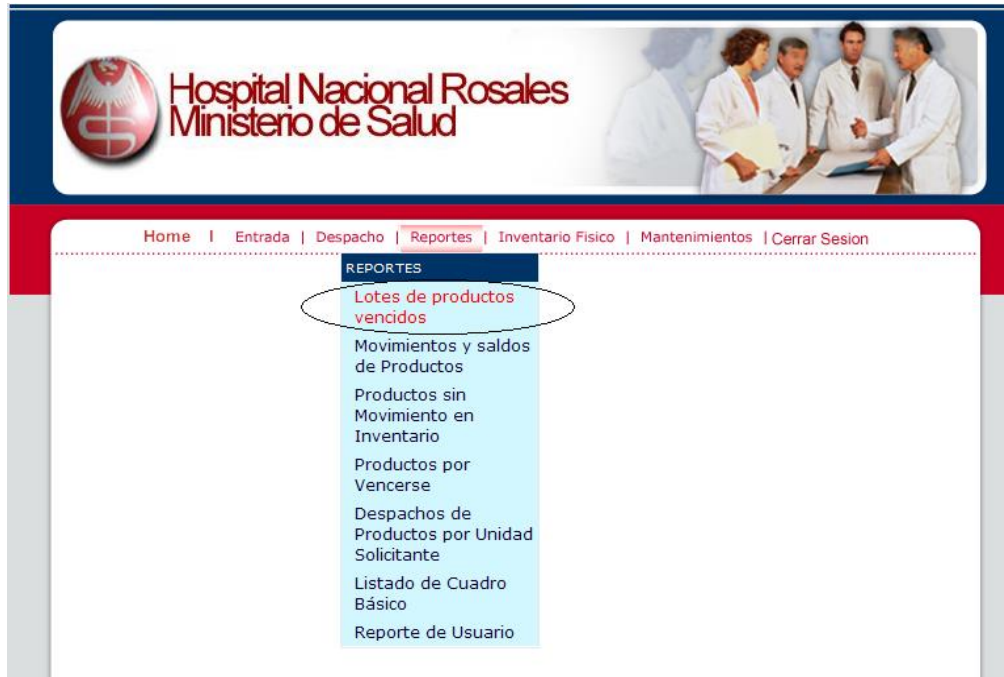 Hospital Nacional Rosales
Ministerio de Salud
Home | Entrada | Despacho | Reportes | Inventario Fisico | Mantenimientos | Cerrar Sesion
REPORTES
Lotes de productos
vencidos
Movimientos y saldos
de Productos
Productos sin
Movimiento en
Inventario
Productos por
Vencerse
Despachos de
Productos por Unidad
Solicitante
Listado de Cuadro
Básico
Reporte de Usuario